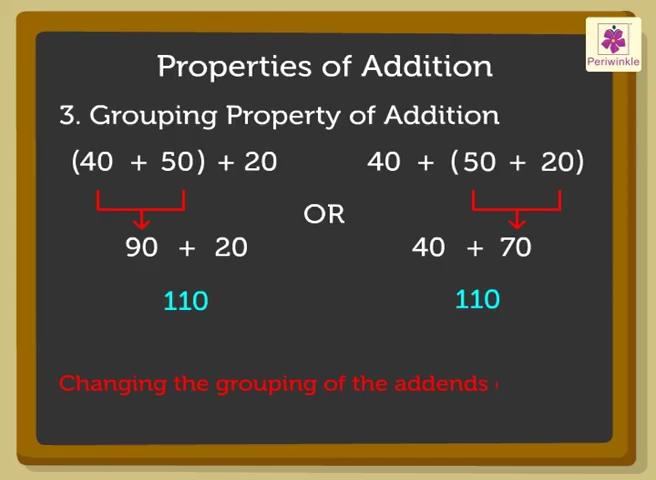 Periwinkle
Properties of Addition
3. Grouping Property of Addition
(40 + 50) + 20
40 + (50 + 20)
OR
90 + 20
40 + 70
110
110
Changing the grouping of the addends